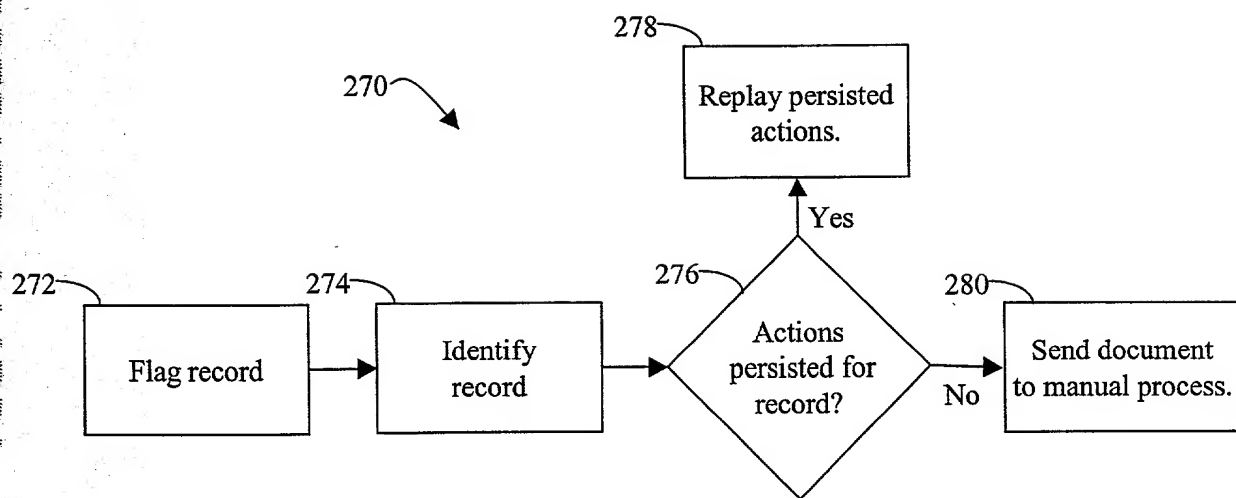 278
270
Replay persisted
actions.
Yes
272
274
276
280
Flag record
Identify
record
Actions
persisted for
record?
No
Send document
to manual process.